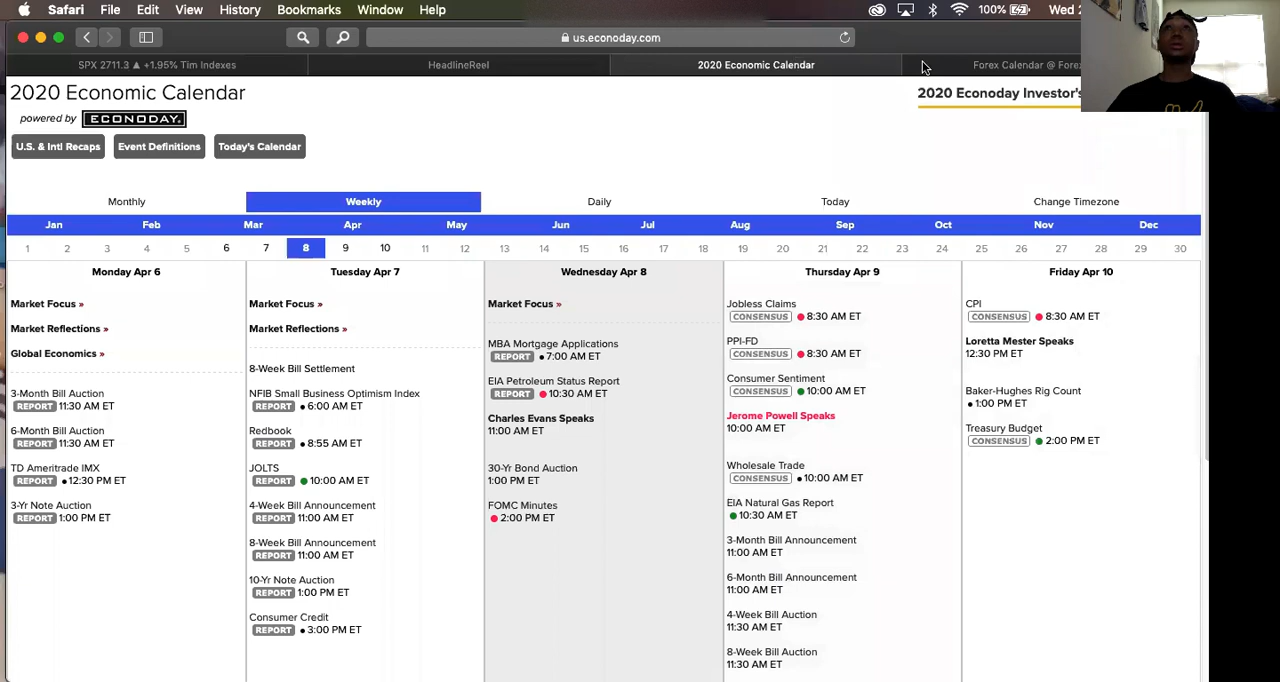 Safari File Edit View History Bookmarks Window Help 100% Wed 2
us.econoday.com
SPX 2711.3 ▲ +1.95% Tim Indexes
HeadlineReel
2020 Economic Calendar
Forex Calendar @ Forex
2020 Economic Calendar
2020 Econoday Investor's
powered by ECONODAY
U.S. & Intl Recaps
Event Definitions
Today's Calendar
Monthly Weekly Daily Today Change Timezone
Jan Feb Mar Apr May Jun Jul Aug Sep Oct Nov Dec
1 2 3 4 5 6 7 8 9 10 11 12 13 14 15 16 17 18 19 20 21 22 23 24 25 26 27 28 29 30
Monday Apr 6
Market Focus »
Market Reflections »
Global Economics »
3-Month Bill Auction
REPORT 11:30 AM ET
6-Month Bill Auction
REPORT 11:30 AM ET
TD Ameritrade IMX
REPORT ● 12:30 PM ET
3-Yr Note Auction
REPORT 1:00 PM ET
Tuesday Apr 7
Market Focus »
Market Reflections »
8-Week Bill Settlement
NFIB Small Business Optimism Index
REPORT ● 6:00 AM ET
Redbook
REPORT ● 8:55 AM ET
JOLTS
REPORT ● 10:00 AM ET
4-Week Bill Announcement
REPORT 11:00 AM ET
8-Week Bill Announcement
REPORT 11:00 AM ET
10-Yr Note Auction
REPORT 1:00 PM ET
Consumer Credit
REPORT ● 3:00 PM ET
Wednesday Apr 8
Market Focus »
MBA Mortgage Applications
REPORT ● 7:00 AM ET
EIA Petroleum Status Report
REPORT ● 10:30 AM ET
Charles Evans Speaks
11:00 AM ET
30-Yr Bond Auction
1:00 PM ET
FOMC Minutes
● 2:00 PM ET
Thursday Apr 9
Jobless Claims
CONSENSUS ● 8:30 AM ET
PPI-FD
CONSENSUS ● 8:30 AM ET
Consumer Sentiment
CONSENSUS ● 10:00 AM ET
Jerome Powell Speaks
10:00 AM ET
Wholesale Trade
CONSENSUS ● 10:00 AM ET
EIA Natural Gas Report
● 10:30 AM ET
3-Month Bill Announcement
11:00 AM ET
6-Month Bill Announcement
11:00 AM ET
4-Week Bill Auction
11:30 AM ET
8-Week Bill Auction
11:30 AM ET
Friday Apr 10
CPI
CONSENSUS ● 8:30 AM ET
Loretta Mester Speaks
12:30 PM ET
Baker-Hughes Rig Count
● 1:00 PM ET
Treasury Budget
CONSENSUS ● 2:00 PM ET